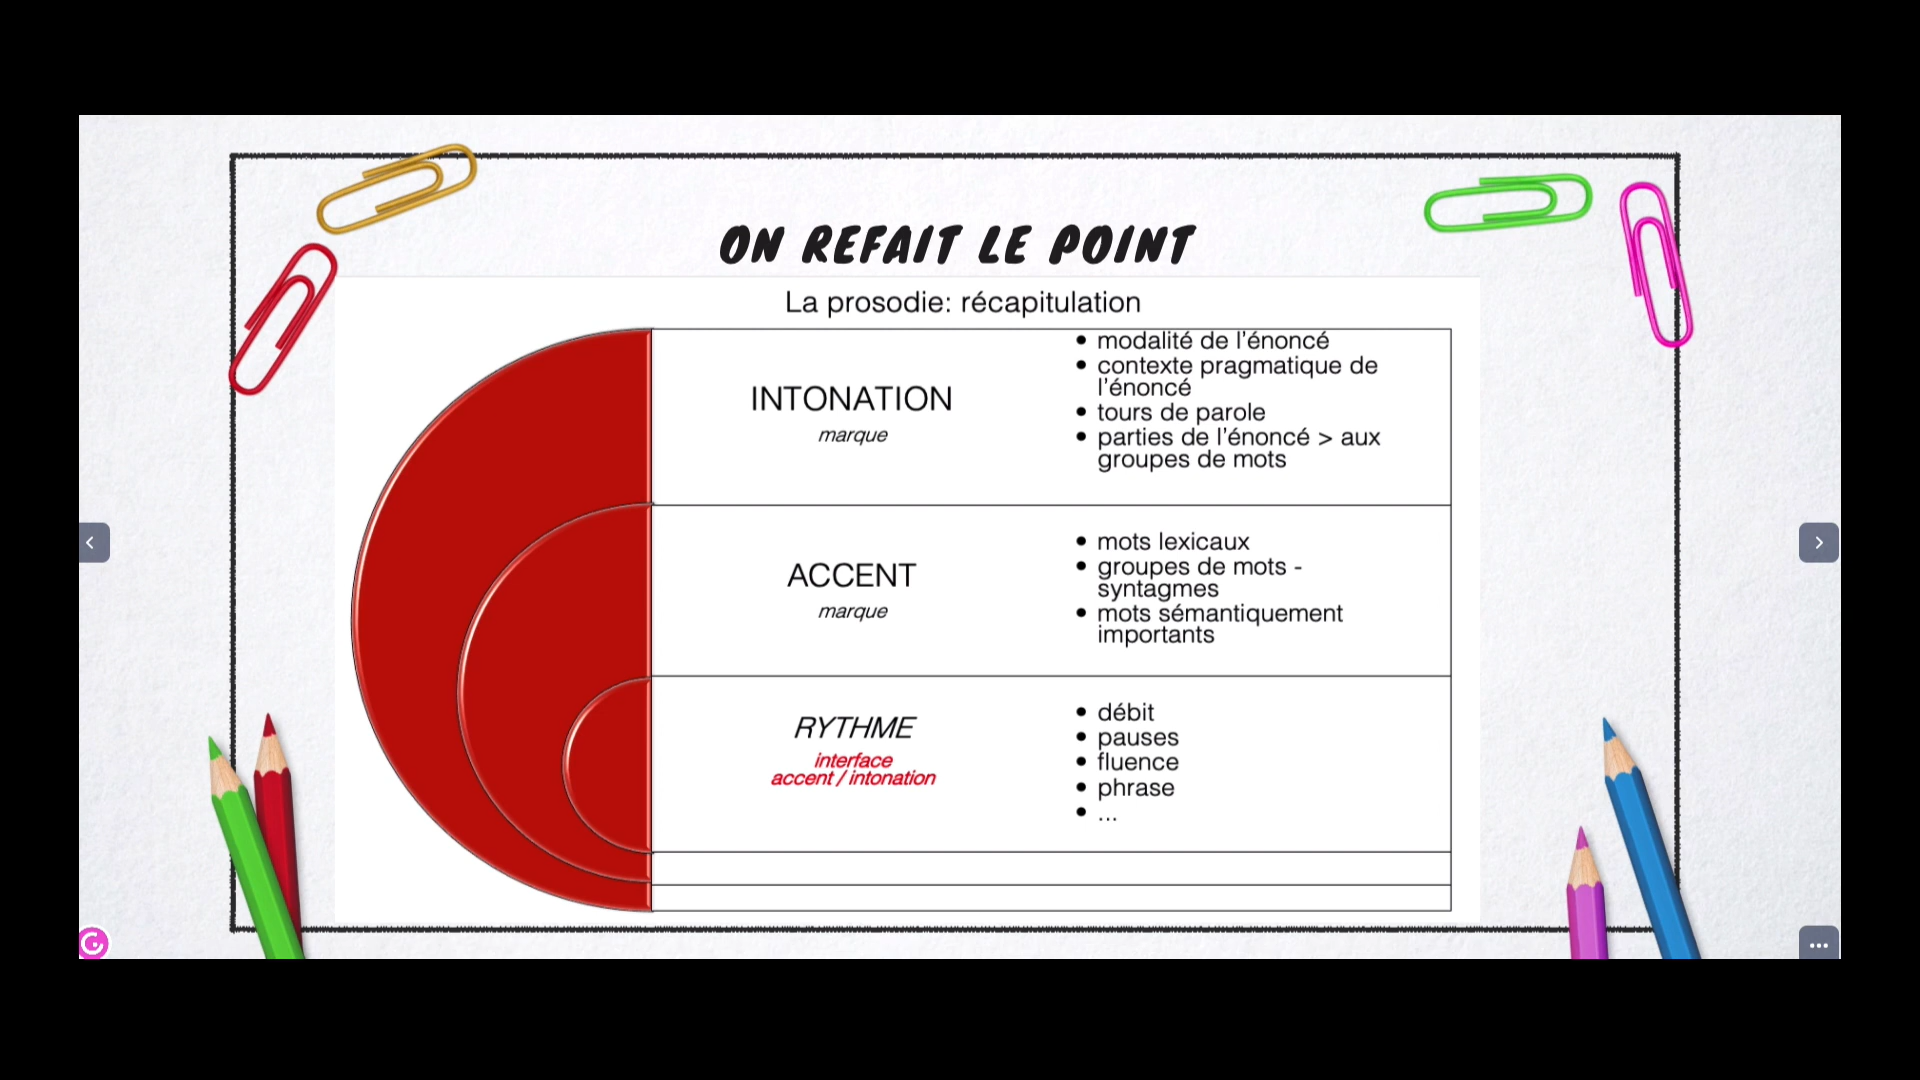 ON REFAIT LE POINT
La prosodie: récapitulation
INTONATION
marque
• modalité de l'énoncé
• contexte pragmatique de
l'énoncé
• tours de parole
• parties de l'énoncé > aux
groupes de mots
ACCENT
marque
• mots lexicaux
• groupes de mots -
syntagmes
• mots sémantiquement
importants
RYTHME
interface
accent / intonation
• débit
• pauses
• fluence
• phrase
• ...